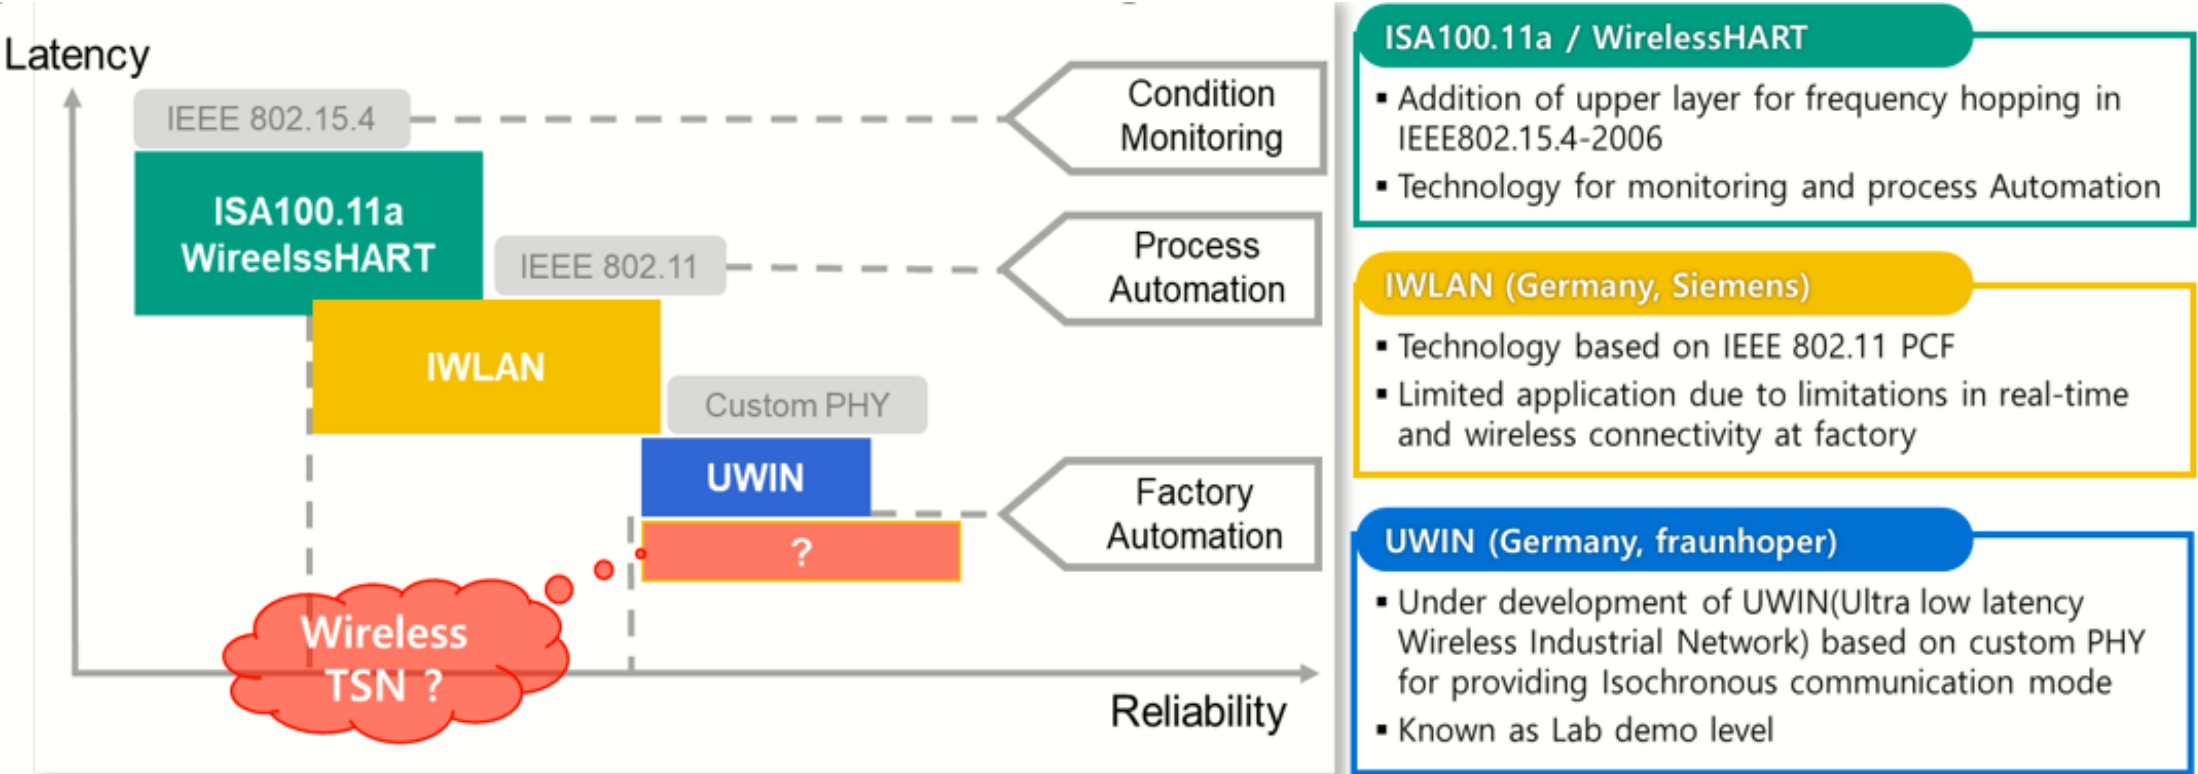 Latency
IEEE 802.15.4
ISA100.11a
WireelssHART
IEEE 802.11
IWLAN
Custom PHY
UWIN
?
Wireless
TSN ?
Reliability
Condition
Monitoring
Process
Automation
Factory
Automation
ISA100.11a / WirelessHART
▪ Addition of upper layer for frequency hopping in
IEEE802.15.4-2006
▪ Technology for monitoring and process Automation
IWLAN (Germany, Siemens)
▪ Technology based on IEEE 802.11 PCF
▪ Limited application due to limitations in real-time
and wireless connectivity at factory
UWIN (Germany, fraunhoper)
▪ Under development of UWIN(Ultra low latency
Wireless Industrial Network) based on custom PHY
for providing Isochronous communication mode
▪ Known as Lab demo level